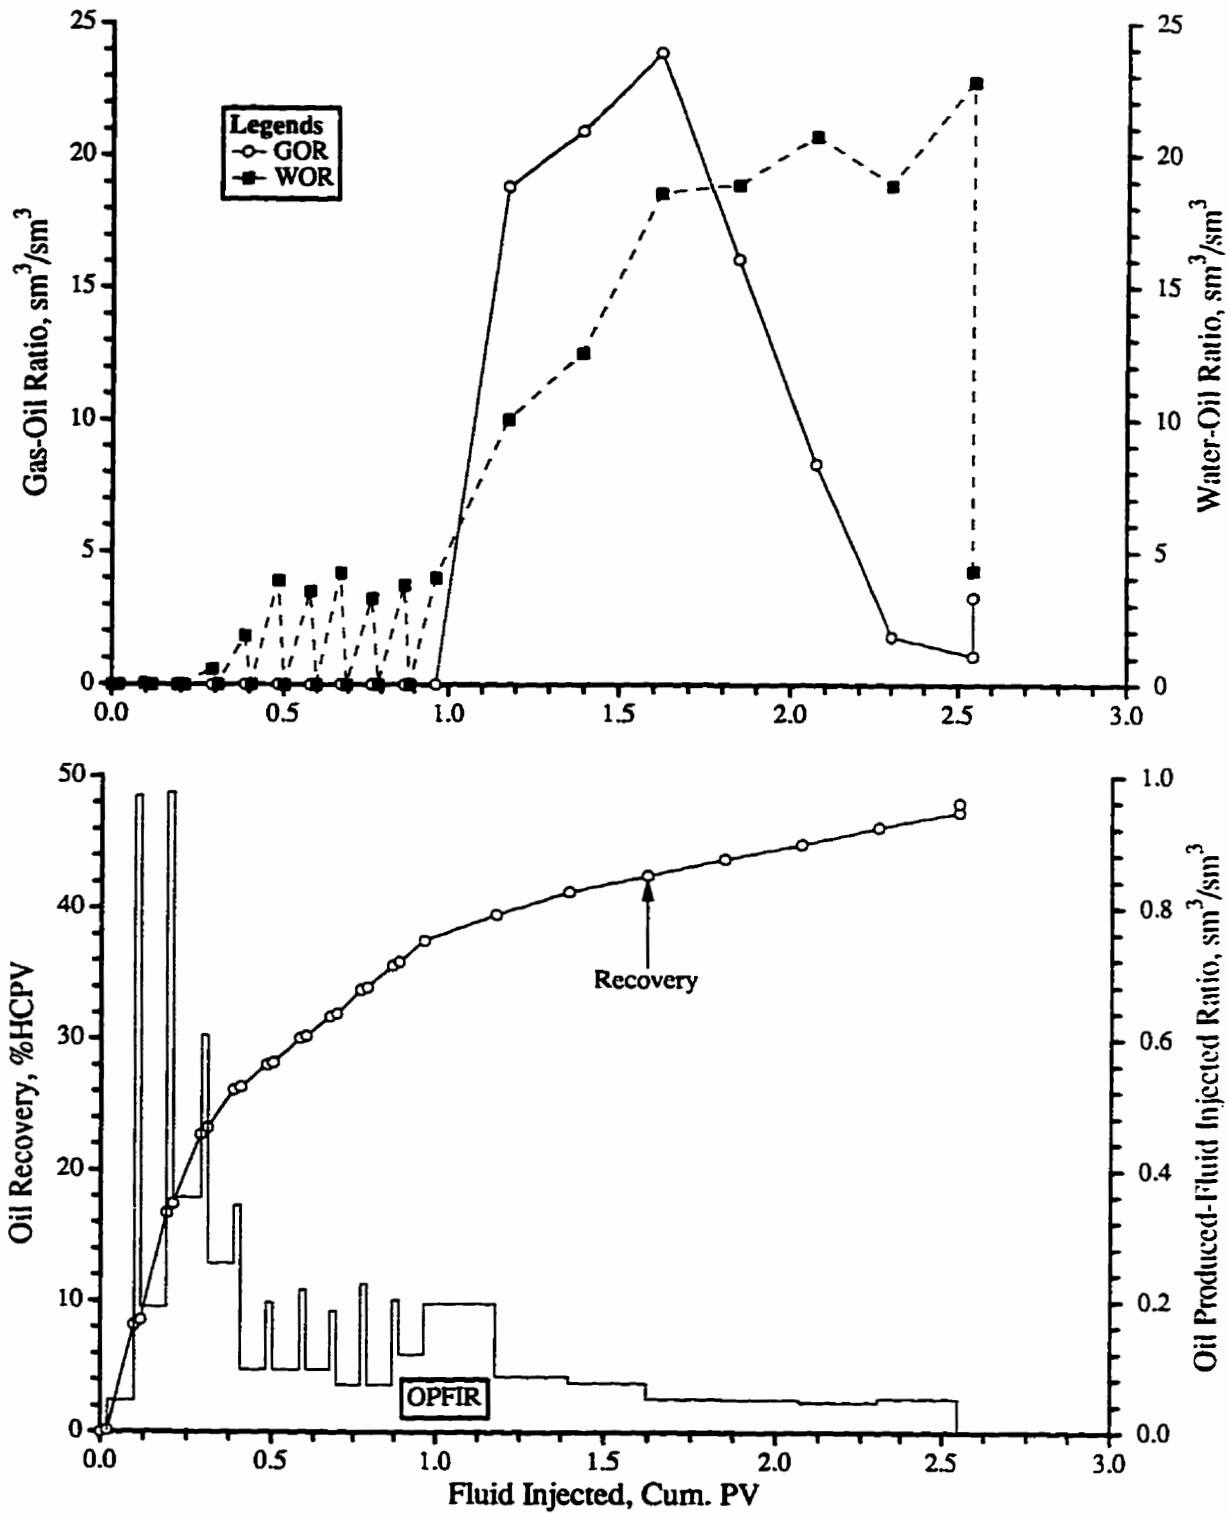 25
20
15
10
5
0
Gas-Oil Ratio, sm³/sm³
Legends
GOR
WOR
25
20
15
10
5
0
Water-Oil Ratio, sm³/sm³
0.0 0.5 1.0 1.5 2.0 2.5 3.0
50
40
30
20
10
0
Oil Recovery, %HCPV
Recovery
OPFIR
1.0
0.8
0.6
0.4
0.2
0.0
Oil Produced-Fluid Injected Ratio, sm³/sm³
0.0 0.5 1.0 1.5 2.0 2.5 3.0
Fluid Injected, Cum. PV